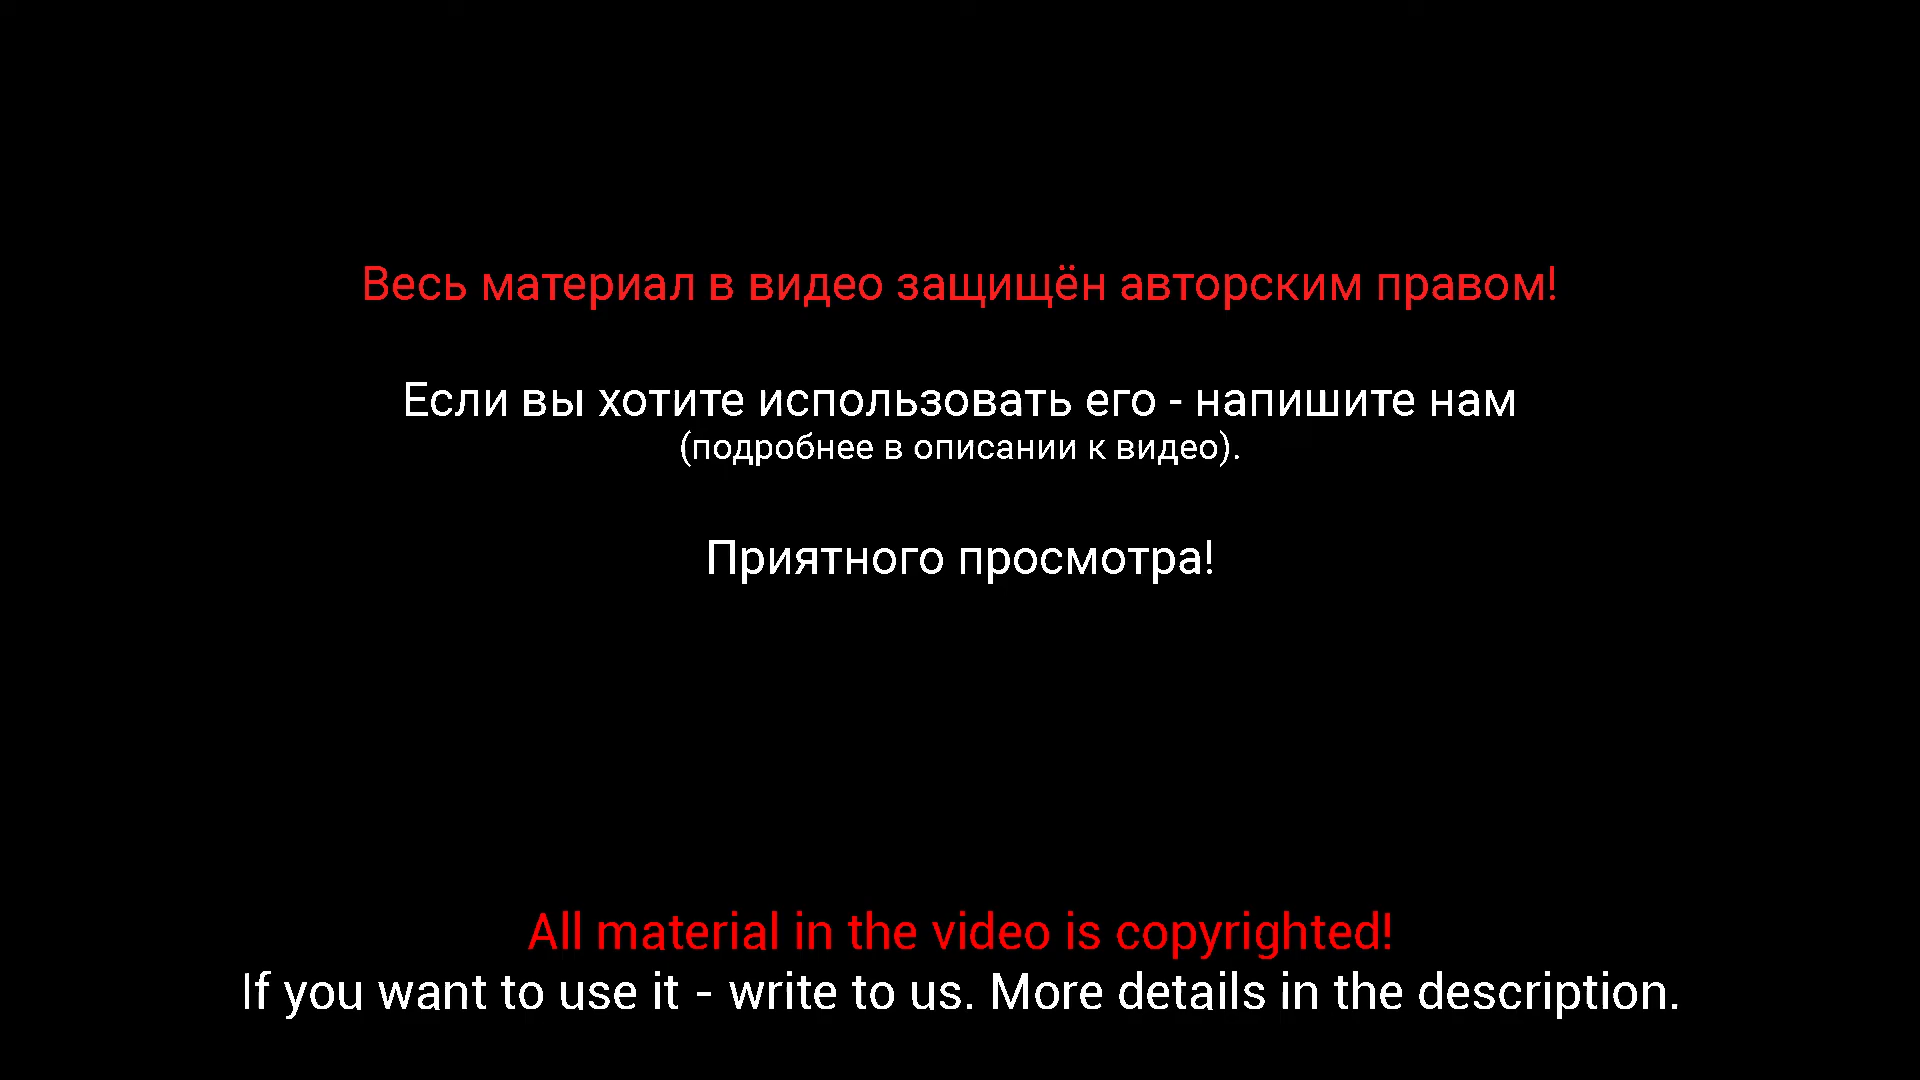 Весь материал в видео защищён авторским правом!
Если вы хотите использовать его - напишите нам
(подробнее в описании к видео).
Приятного просмотра!
All material in the video is copyrighted!
If you want to use it - write to us. More details in the description.